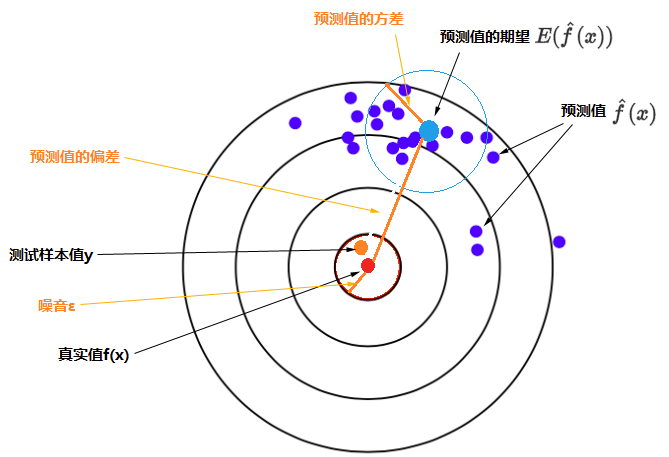 预测值的方差
预测值的期望 E(f̂(x))
预测值 f̂(x)
预测值的偏差
测试样本值y
噪音ε
真实值f(x)